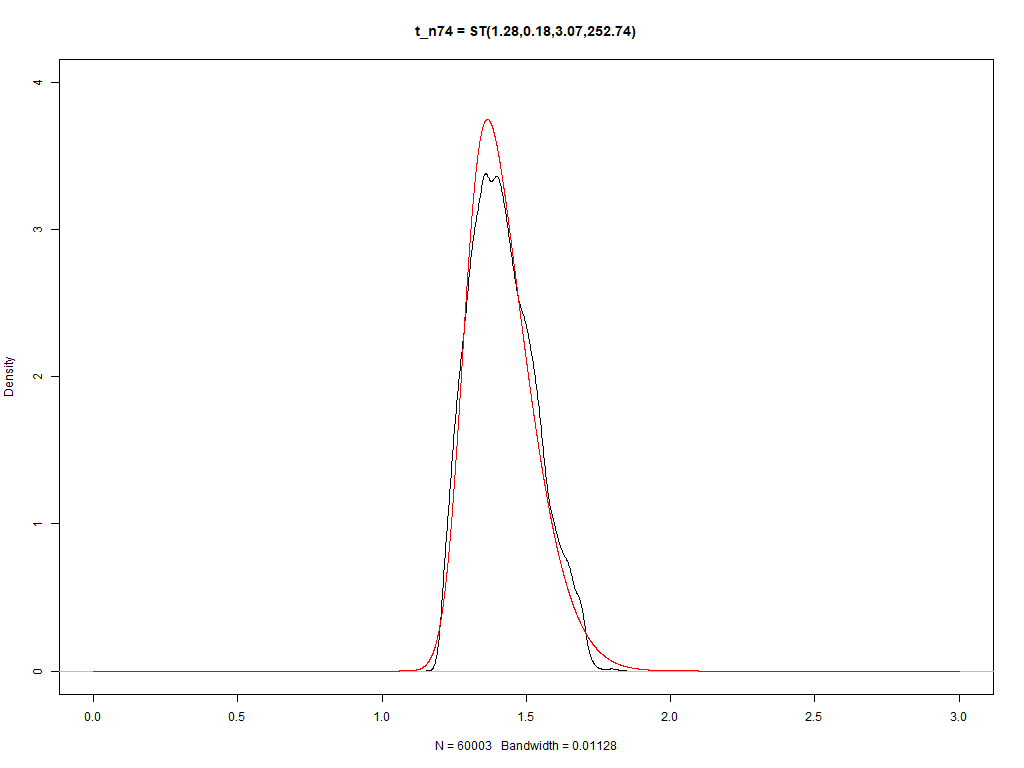 t_n74 = ST(1.28,0.18,3.07,252.74)
Density
4
3
2
1
0
0.0 0.5 1.0 1.5 2.0 2.5 3.0
N = 60003 Bandwidth = 0.01128